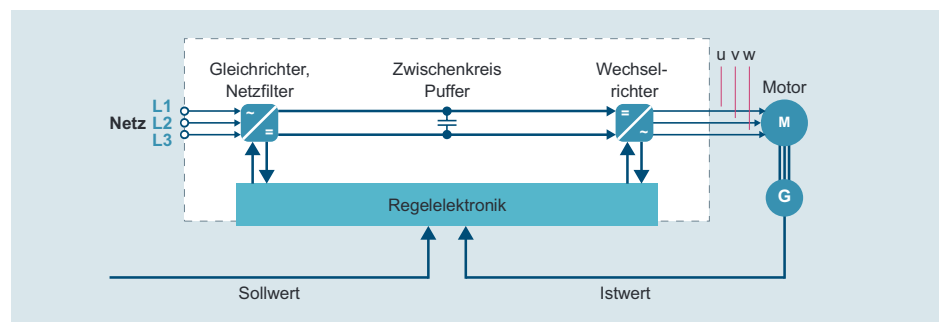 u v w
Gleichrichter,
Netzfilter
Zwischenkreis
Puffer
Wechsel-
richter
Motor
L1
Netz L2
L3
~
=
=
~
M
G
Regelelektronik
Sollwert
Istwert